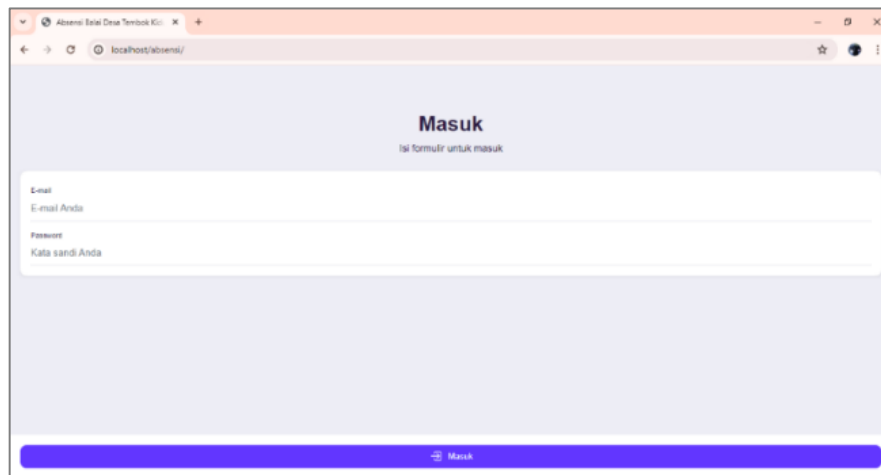 Absensi Balai Desa Tembok Kid
localhost/absensi/
Masuk
Isi formulir untuk masuk
E-mail
E-mail Anda
Password
Kata sandi Anda
Masuk